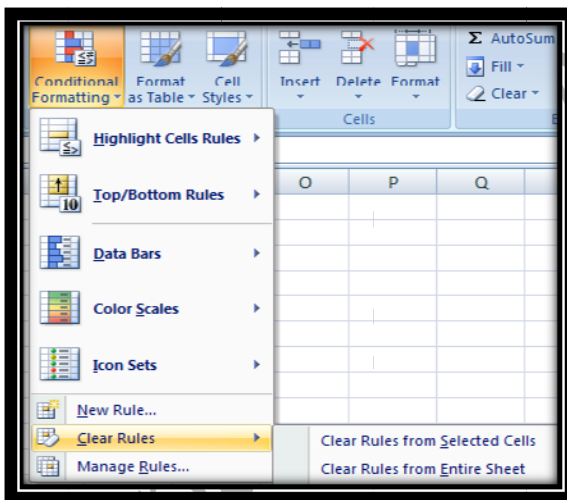 Conditional Formatting
Format as Table
Cell Styles
Insert
Delete
Format
Cells
Σ AutoSum
Fill
Clear
Highlight Cells Rules
Top/Bottom Rules
10
Data Bars
Color Scales
Icon Sets
New Rule...
Clear Rules
Manage Rules...
Clear Rules from Selected Cells
Clear Rules from Entire Sheet
O P Q